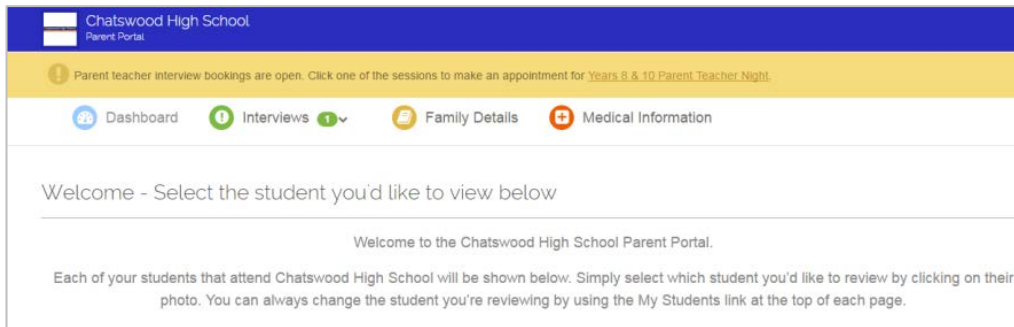 Chatswood High School
Parent Portal
Parent teacher interview bookings are open. Click one of the sessions to make an appointment for Years 8 & 10 Parent Teacher Night.
Dashboard Interviews 1 Family Details Medical Information
Welcome - Select the student you'd like to view below
Welcome to the Chatswood High School Parent Portal.
Each of your students that attend Chatswood High School will be shown below. Simply select which student you'd like to review by clicking on their
photo. You can always change the student you're reviewing by using the My Students link at the top of each page.